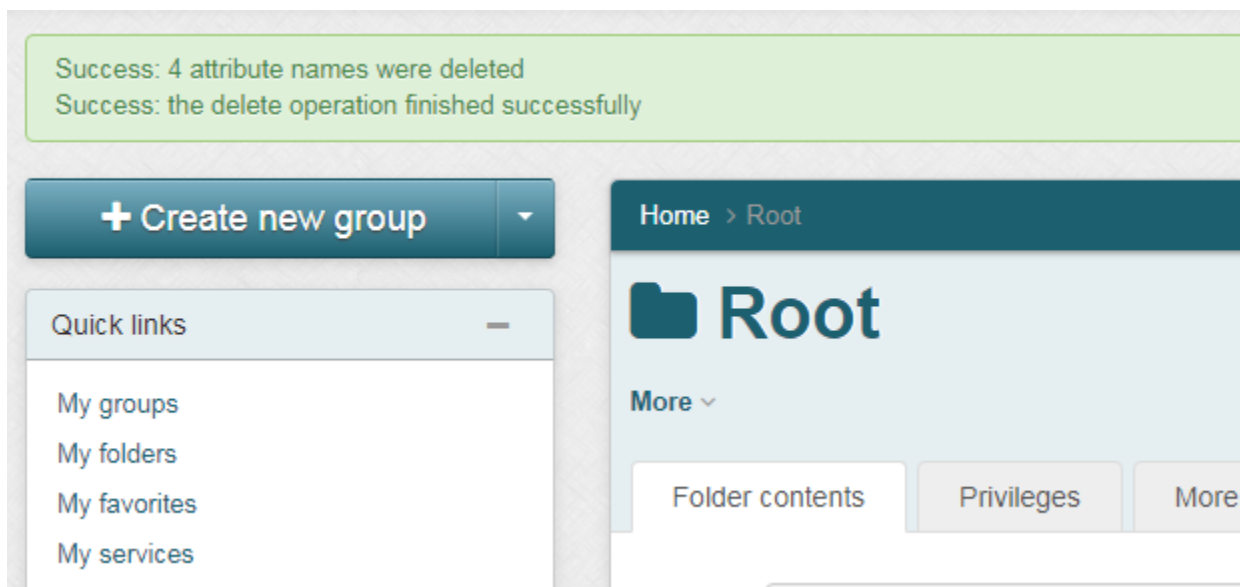 Success: 4 attribute names were deleted
Success: the delete operation finished successfully
Create new group
Quick links
My groups
My folders
My favorites
My services
Home > Root
Root
More
Folder contents
Privileges
More